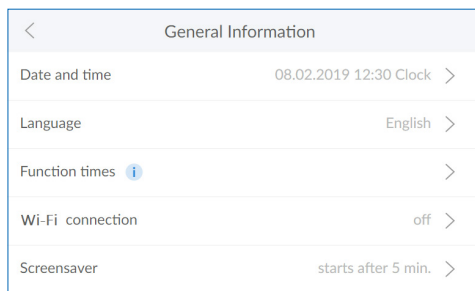 General Information
Date and time 08.02.2019 12:30 Clock
Language English
Function times i
Wi-Fi connection off
Screensaver starts after 5 min.